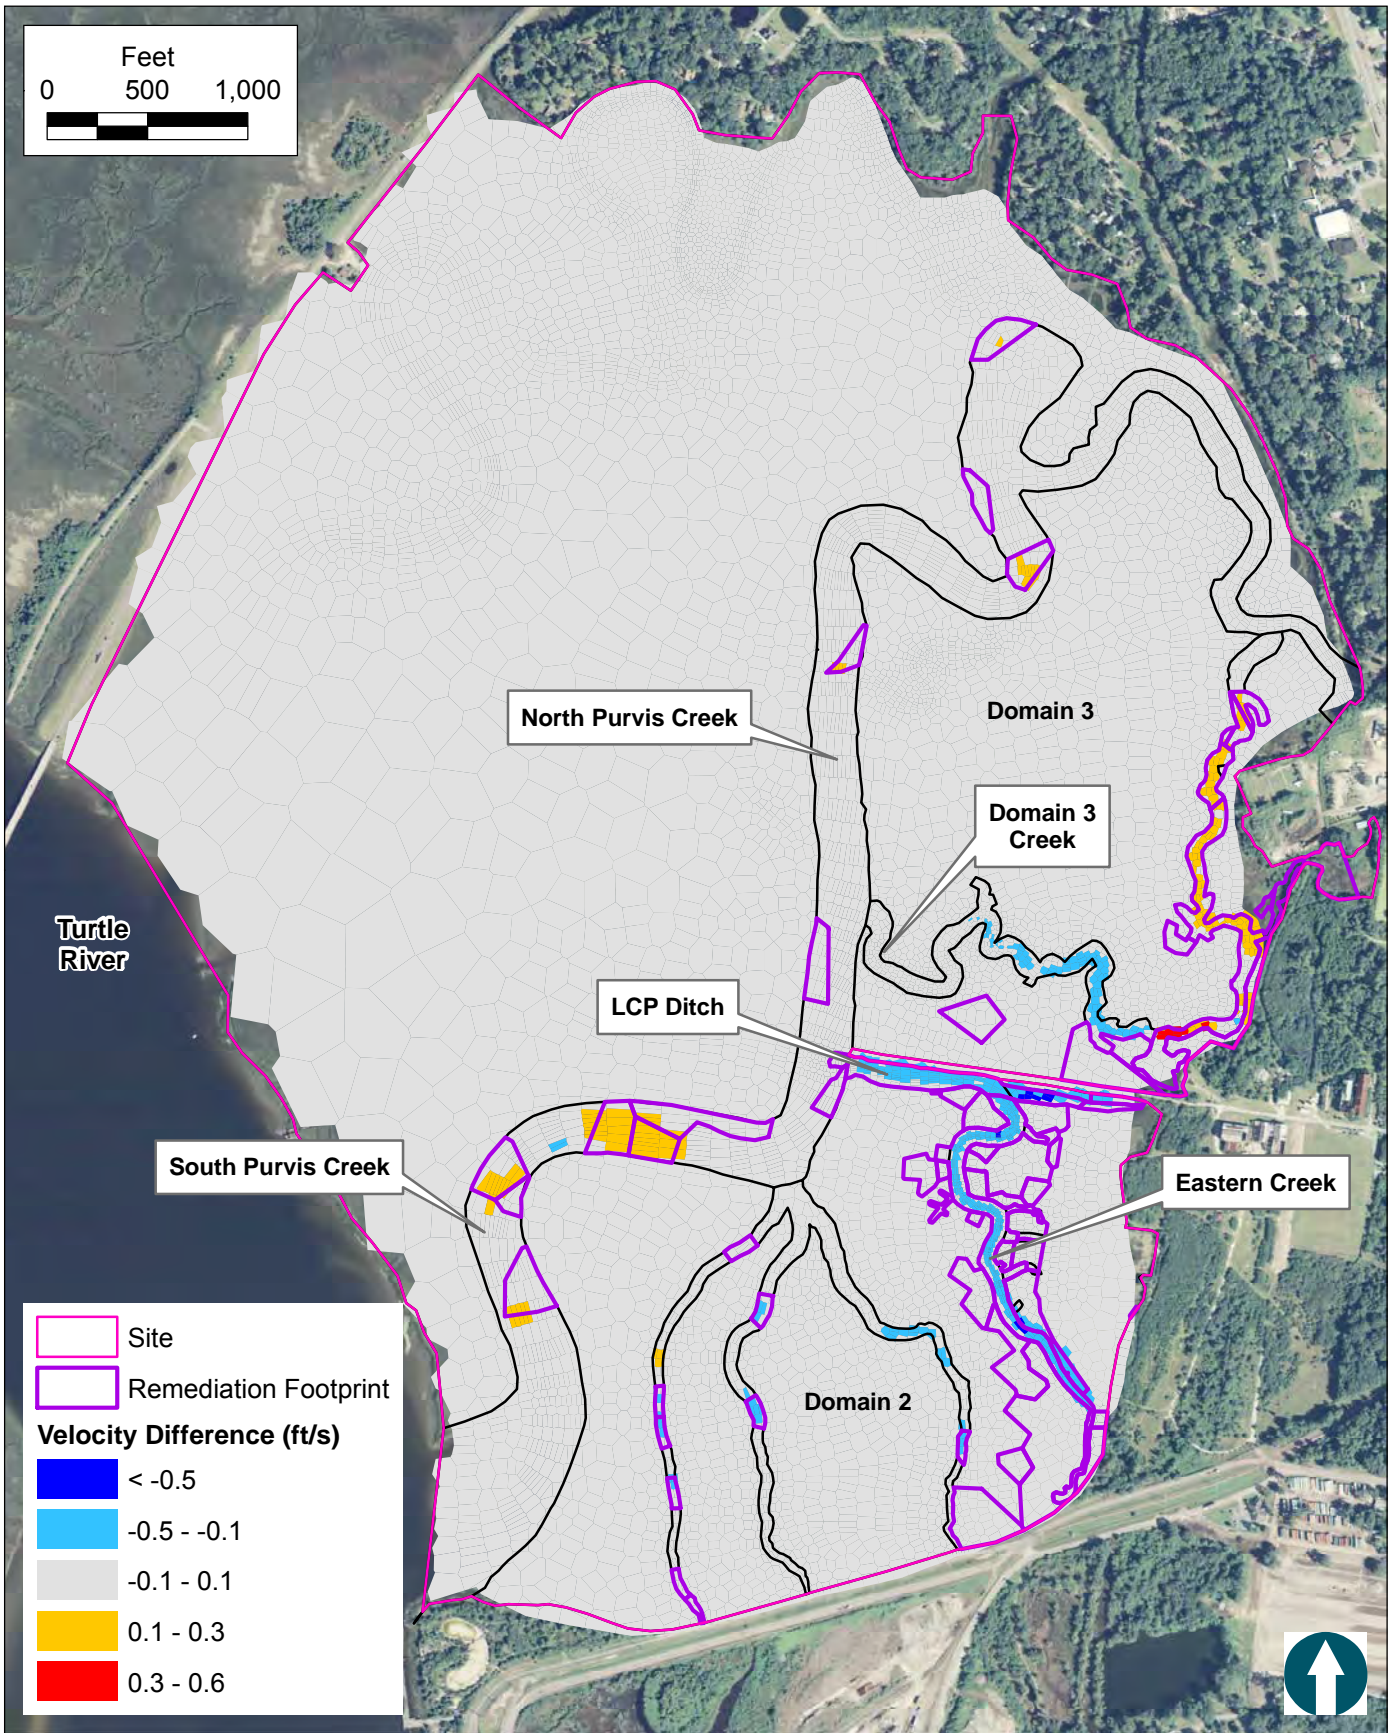 Feet
0 500 1,000
North Purvis Creek
Domain 3
Domain 3
Creek
Turtle
River
LCP Ditch
South Purvis Creek
Eastern Creek
Domain 2
Site
Remediation Footprint
Velocity Difference (ft/s)
< -0.5
-0.5 - -0.1
-0.1 - 0.1
0.1 - 0.3
0.3 - 0.6